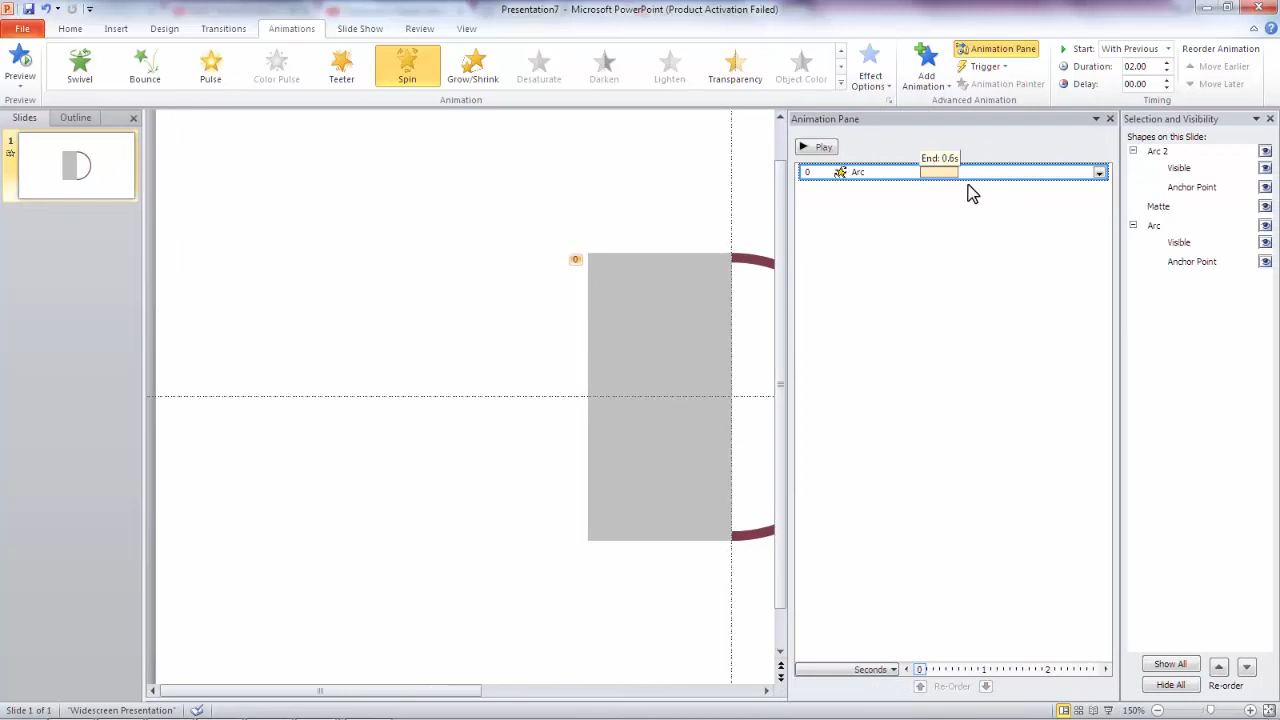 Presentation7 - Microsoft PowerPoint (Product Activation Failed)
File Home Insert Design Transitions Animations Slide Show Review View
Preview Swivel Bounce Pulse Color Pulse Teeter Spin Grow/Shrink Desaturate Darken Lighten Transparency Object Color Effect Options Add Animation Animation Pane Trigger Animation Painter Start: With Previous Duration: 02.00 Delay: 00.00 Reorder Animation Move Earlier Move Later
Preview Animation Advanced Animation Timing
Slides Outline
1
0
Animation Pane
Play
End: 0.6s
0 Arc
Seconds 0 1 2
Re-Order
Selection and Visibility
Shapes on this Slide:
Arc 2
Visible
Anchor Point
Matte
Arc
Visible
Anchor Point
Show All
Hide All Re-order
Slide 1 of 1 "Widescreen Presentation" 150%